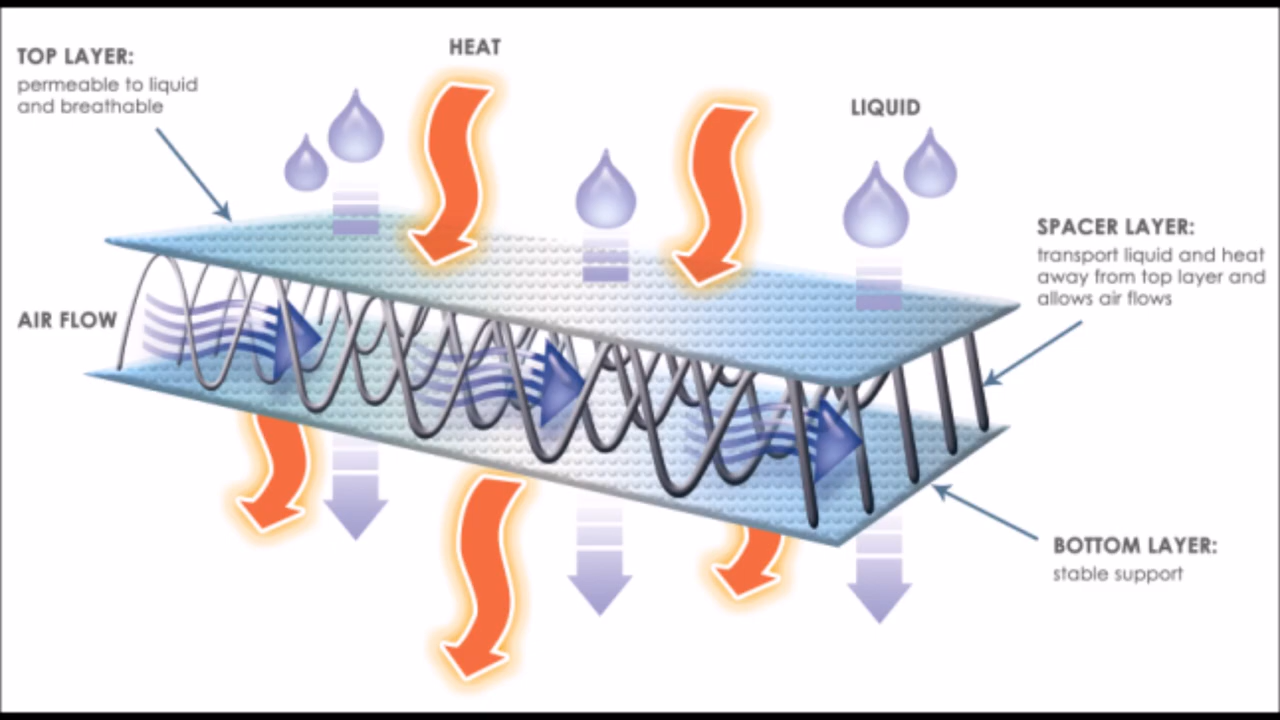 TOP LAYER:
permeable to liquid
and breathable
HEAT
LIQUID
SPACER LAYER:
transport liquid and heat
away from top layer and
allows air flows
AIR FLOW
BOTTOM LAYER:
stable support